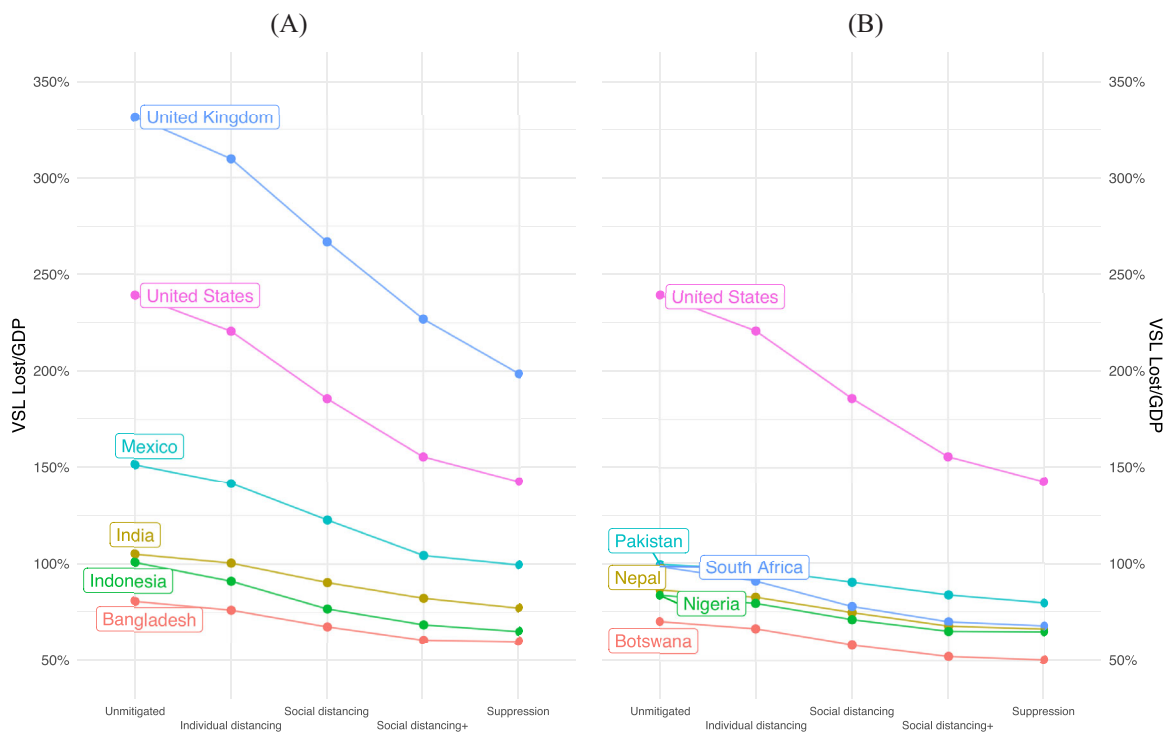 (A)
(B)
350%
300%
250%
200%
150%
100%
50%
VSL Lost/GDP
United Kingdom
United States
Mexico
India
Indonesia
Bangladesh
Unmitigated
Individual distancing
Social distancing
Social distancing+
Suppression
United States
Pakistan
South Africa
Nepal
Nigeria
Botswana
Unmitigated
Individual distancing
Social distancing
Social distancing+
Suppression
350%
300%
250%
200%
150%
100%
50%
VSL Lost/GDP